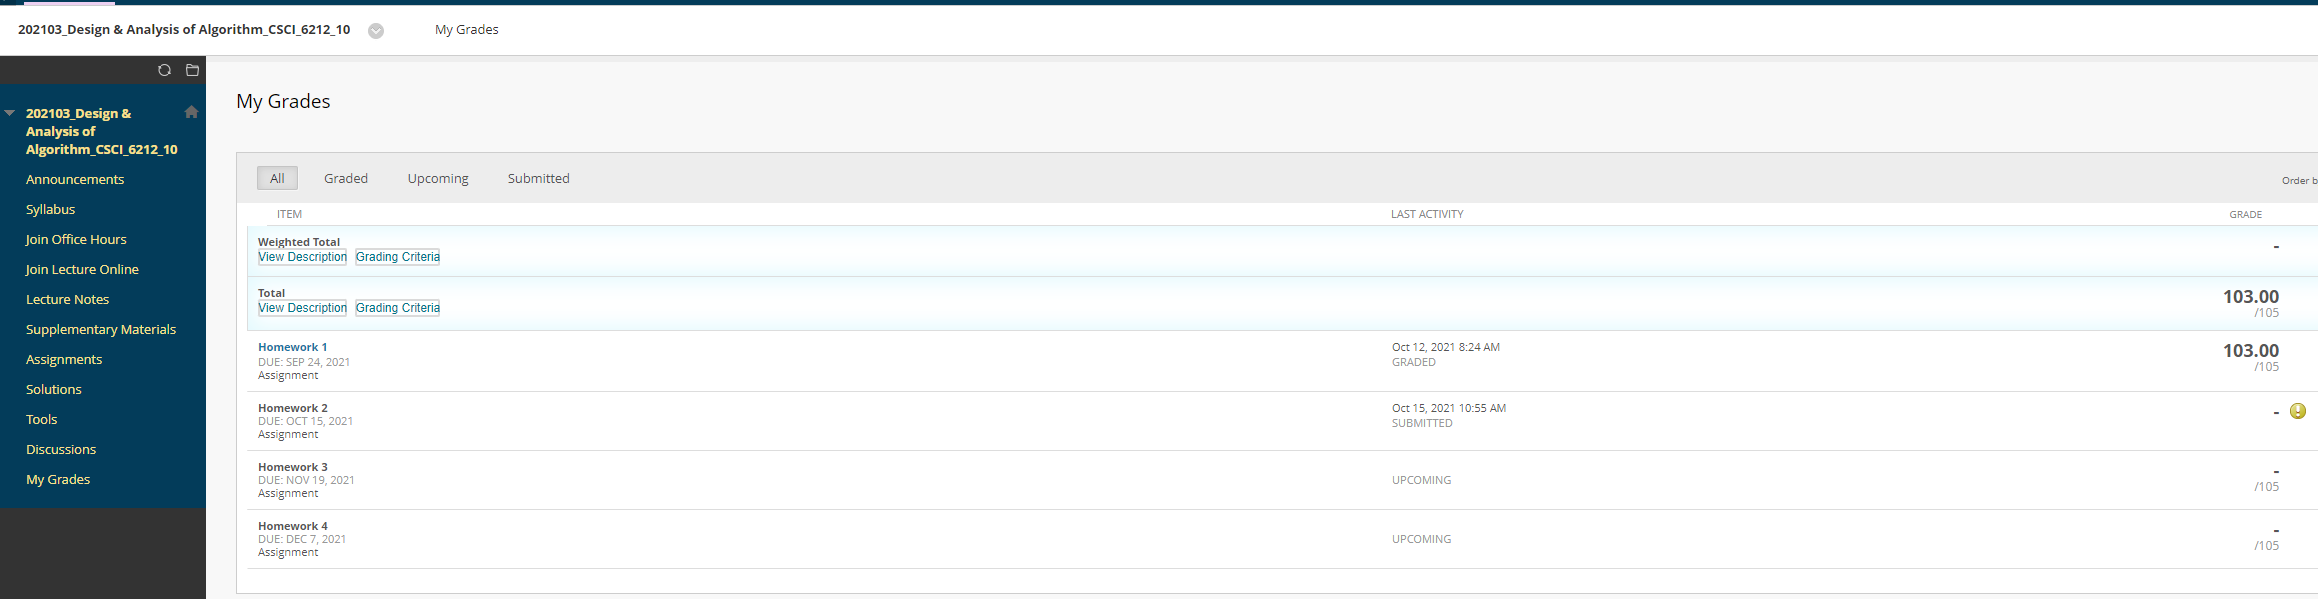 202103_Design & Analysis of Algorithm_CSCI_6212_10
My Grades
202103_Design &
Analysis of
Algorithm_CSCI_6212_10
Announcements
Syllabus
Join Office Hours
Join Lecture Online
Lecture Notes
Supplementary Materials
Assignments
Solutions
Tools
Discussions
My Grades
My Grades
All Graded Upcoming Submitted
Order b
ITEM LAST ACTIVITY GRADE
Weighted Total -
View Description Grading Criteria
Total 103.00
View Description Grading Criteria /105
Homework 1 Oct 12, 2021 8:24 AM 103.00
DUE: SEP 24, 2021 GRADED /105
Assignment
Homework 2 Oct 15, 2021 10:55 AM -
DUE: OCT 15, 2021 SUBMITTED
Assignment
Homework 3 -
DUE: NOV 19, 2021 UPCOMING /105
Assignment
Homework 4 -
DUE: DEC 7, 2021 UPCOMING /105
Assignment